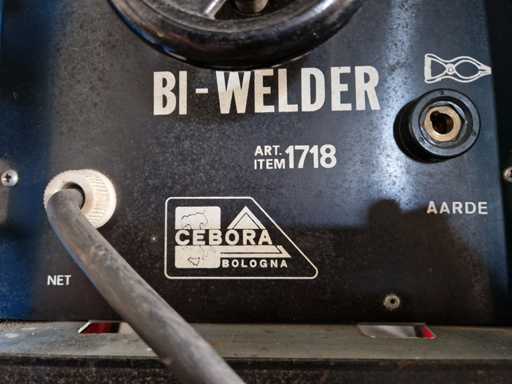 BI-WELDER
ART.
ITEM 1718
AARDE
CEBORA
BOLOGNA
NET